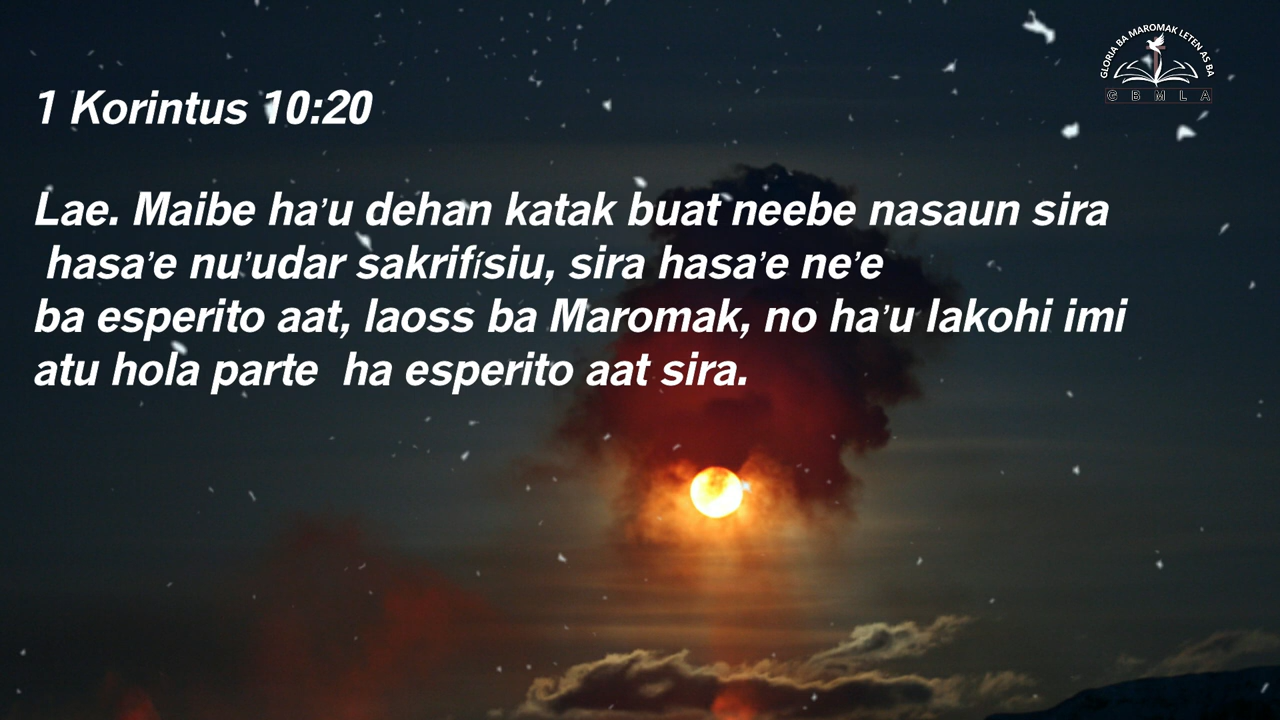 GLORIA BA MAROMAK LETEN AS BA
G B M L A
1 Korintus 10:20
Lae. Maibe ha’u dehan katak buat neebe nasaun sira
hasa’e nu’udar sakrifísiu, sira hasa’e ne’e
ba esperito aat, laoss ba Maromak, no ha’u lakohi imi
atu hola parte ha esperito aat sira.